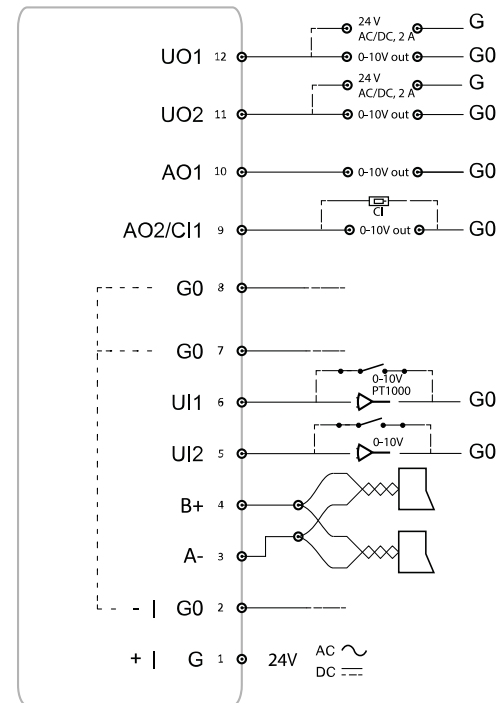 24 V
AC/DC, 2 A
G
UO1 12 0-10V out G0
24 V
AC/DC, 2 A
G
UO2 11 0-10V out G0
AO1 10 0-10V out G0
CI
AO2/CI1 9 0-10V out G0
G0 8
G0 7
0-10V
PT1000
UI1 6 G0
0-10V
UI2 5 G0
B+ 4
A- 3
- | G0 2
+ | G 1 24V AC
DC